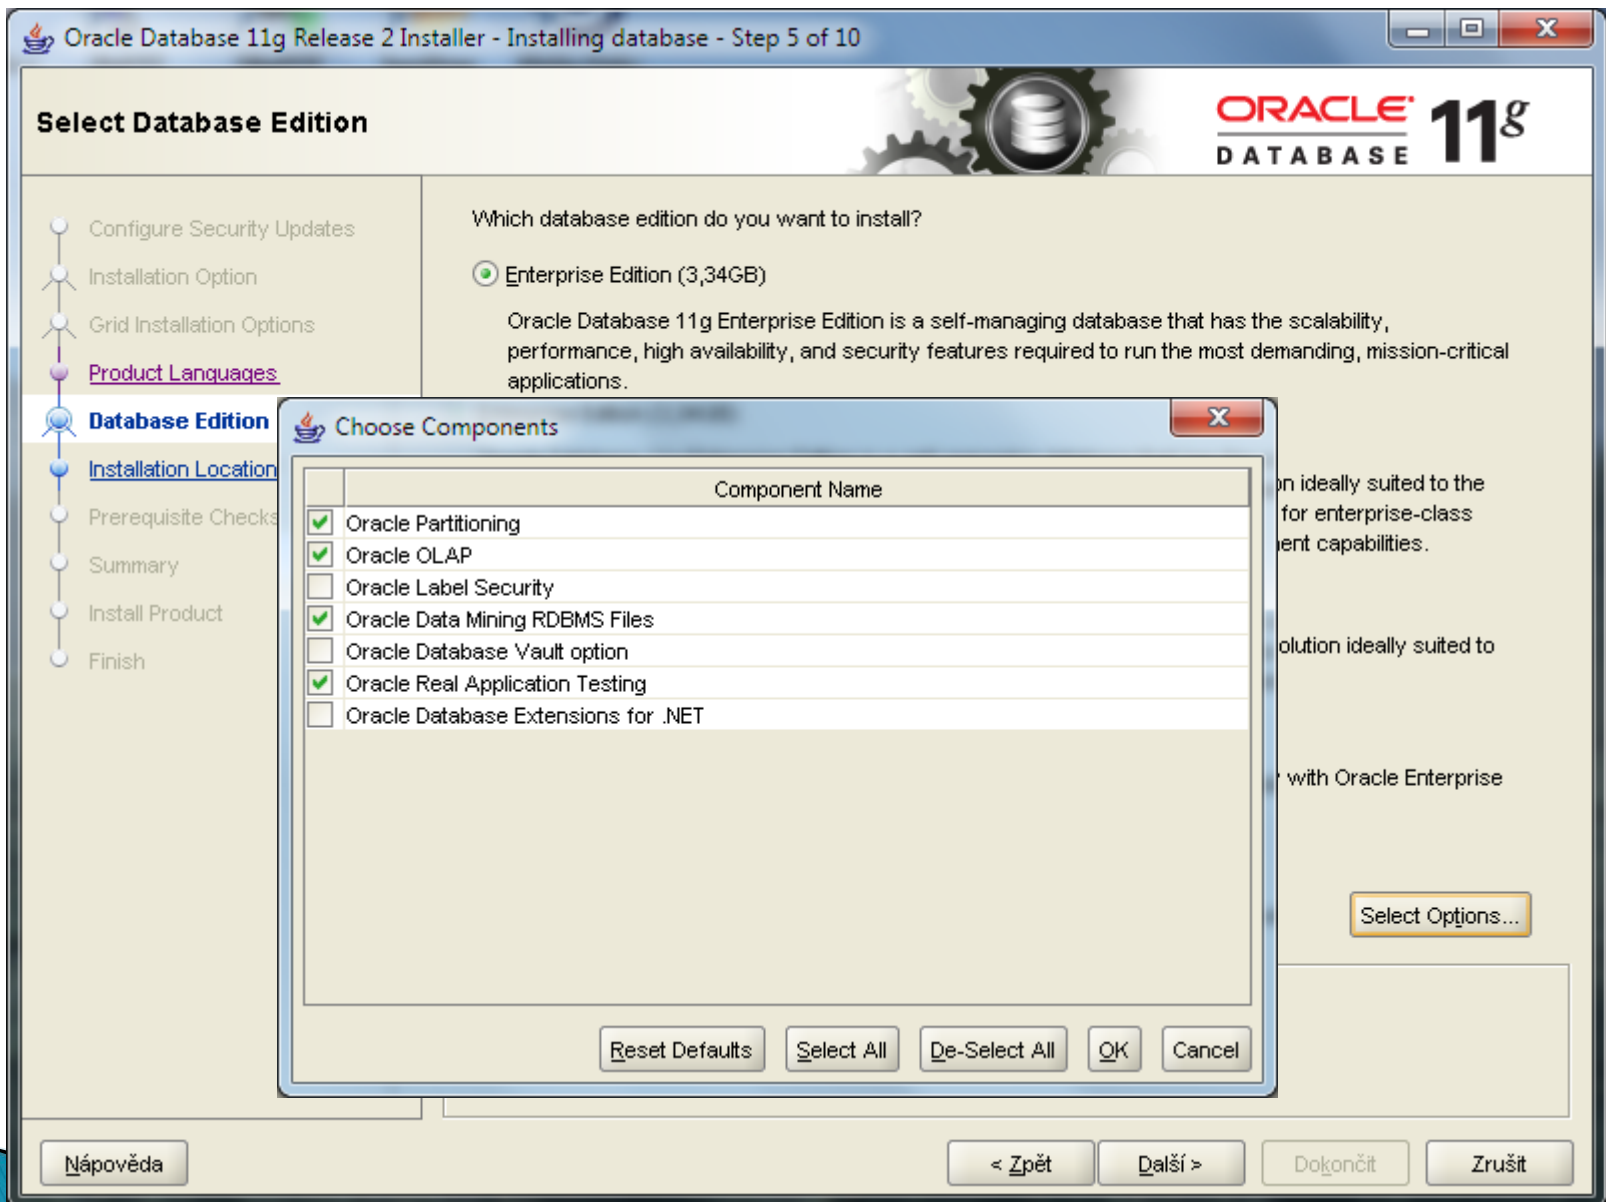 Oracle Database 11g Release 2 Installer - Installing database - Step 5 of 10
Select Database Edition
ORACLE
DATABASE
11g
Configure Security Updates
Installation Option
Grid Installation Options
Product Languages
Database Edition
Installation Location
Prerequisite Checks
Summary
Install Product
Finish
Which database edition do you want to install?
Enterprise Edition (3,34GB)
Oracle Database 11g Enterprise Edition is a self-managing database that has the scalability,
performance, high availability, and security features required to run the most demanding, mission-critical
applications.
ideally suited to the
for enterprise-class
capabilities.
ideally suited to
with Oracle Enterprise
Select Options...
Choose Components
Component Name
Oracle Partitioning
Oracle OLAP
Oracle Label Security
Oracle Data Mining RDBMS Files
Oracle Database Vault option
Oracle Real Application Testing
Oracle Database Extensions for .NET
Reset Defaults
Select All
De-Select All
OK
Cancel
Nápověda
< Zpět
Další >
Dokončit
Zrušit